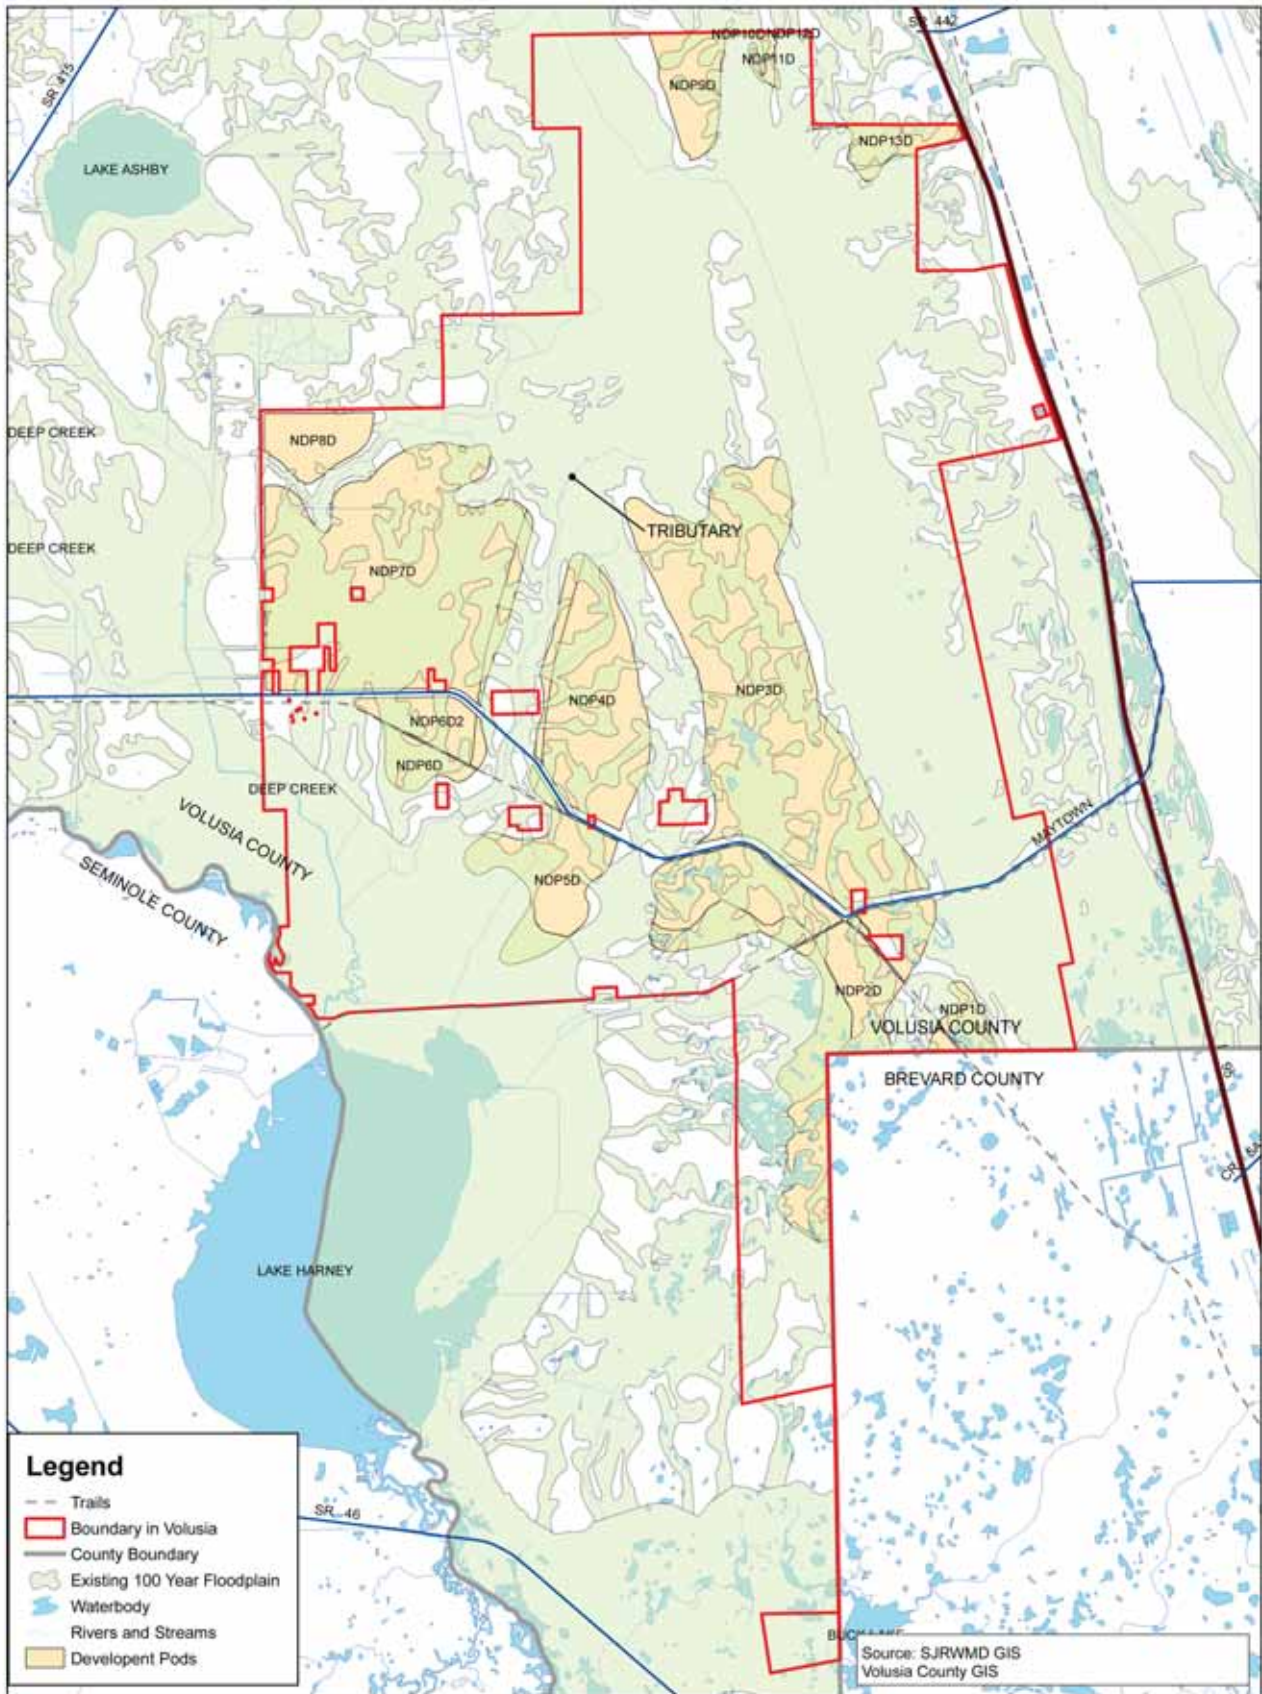 SR 442
SR 415
NDP10D
NDP12D
NDP11D
NDP9D
NDP13D
LAKE ASHBY
DEEP CREEK
NDP8D
TRIBUTARY
DEEP CREEK
NDP7D
NDP3D
NDP4D
NDP6D2
NDP6D
DEEP CREEK
VOLUSIA COUNTY
SEMINOLE COUNTY
MAYTOWN
NDP5D
NDP2D
NDP1D
VOLUSIA COUNTY
BREVARD COUNTY
LAKE HARNEY
SR 46
Legend
Trails
Boundary in Volusia
County Boundary
Existing 100 Year Floodplain
Waterbody
Rivers and Streams
Developent Pods
Source: SJRWMD GIS
Volusia County GIS